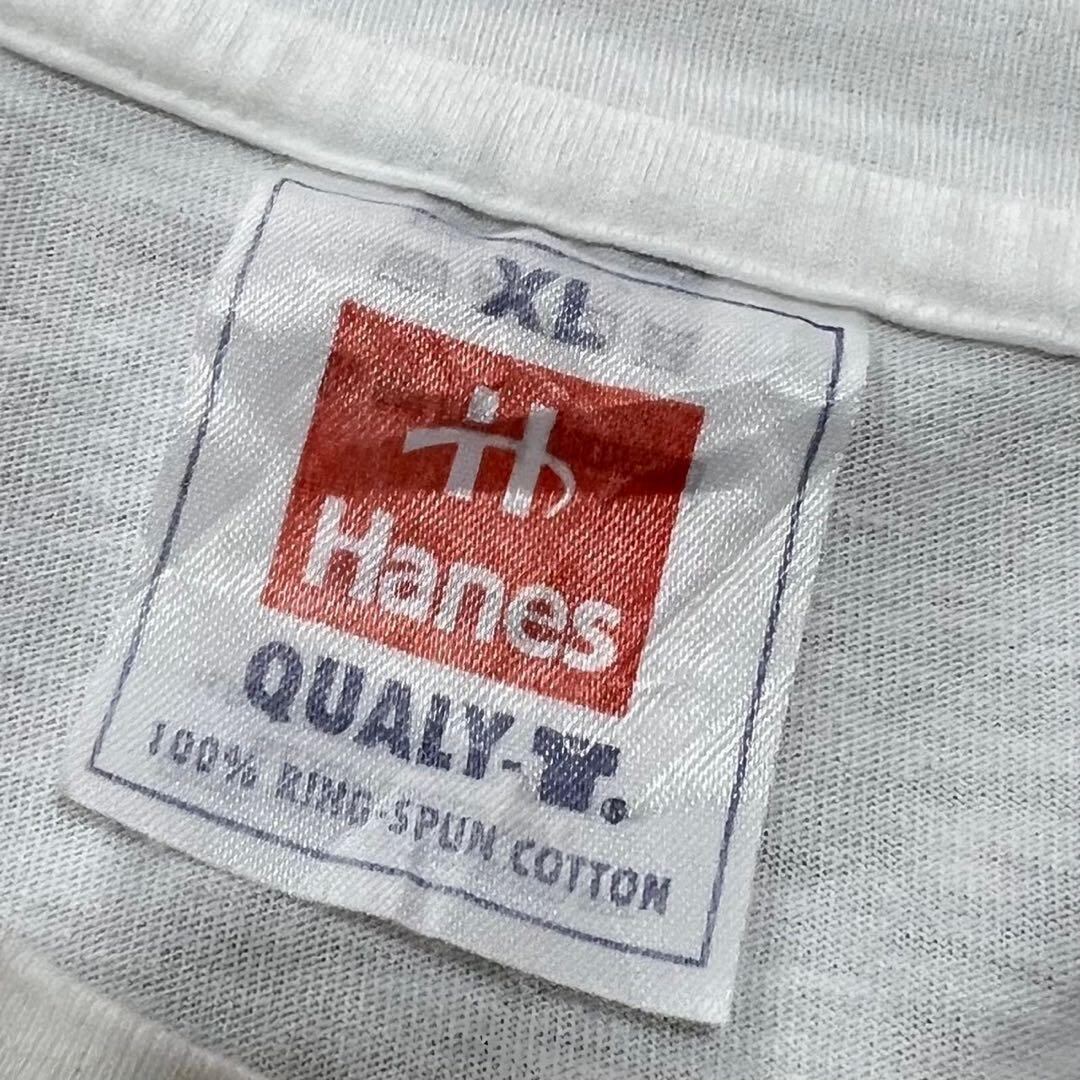 XL
Hanes
QUALY-T®
100% RING-SPUN COTTON